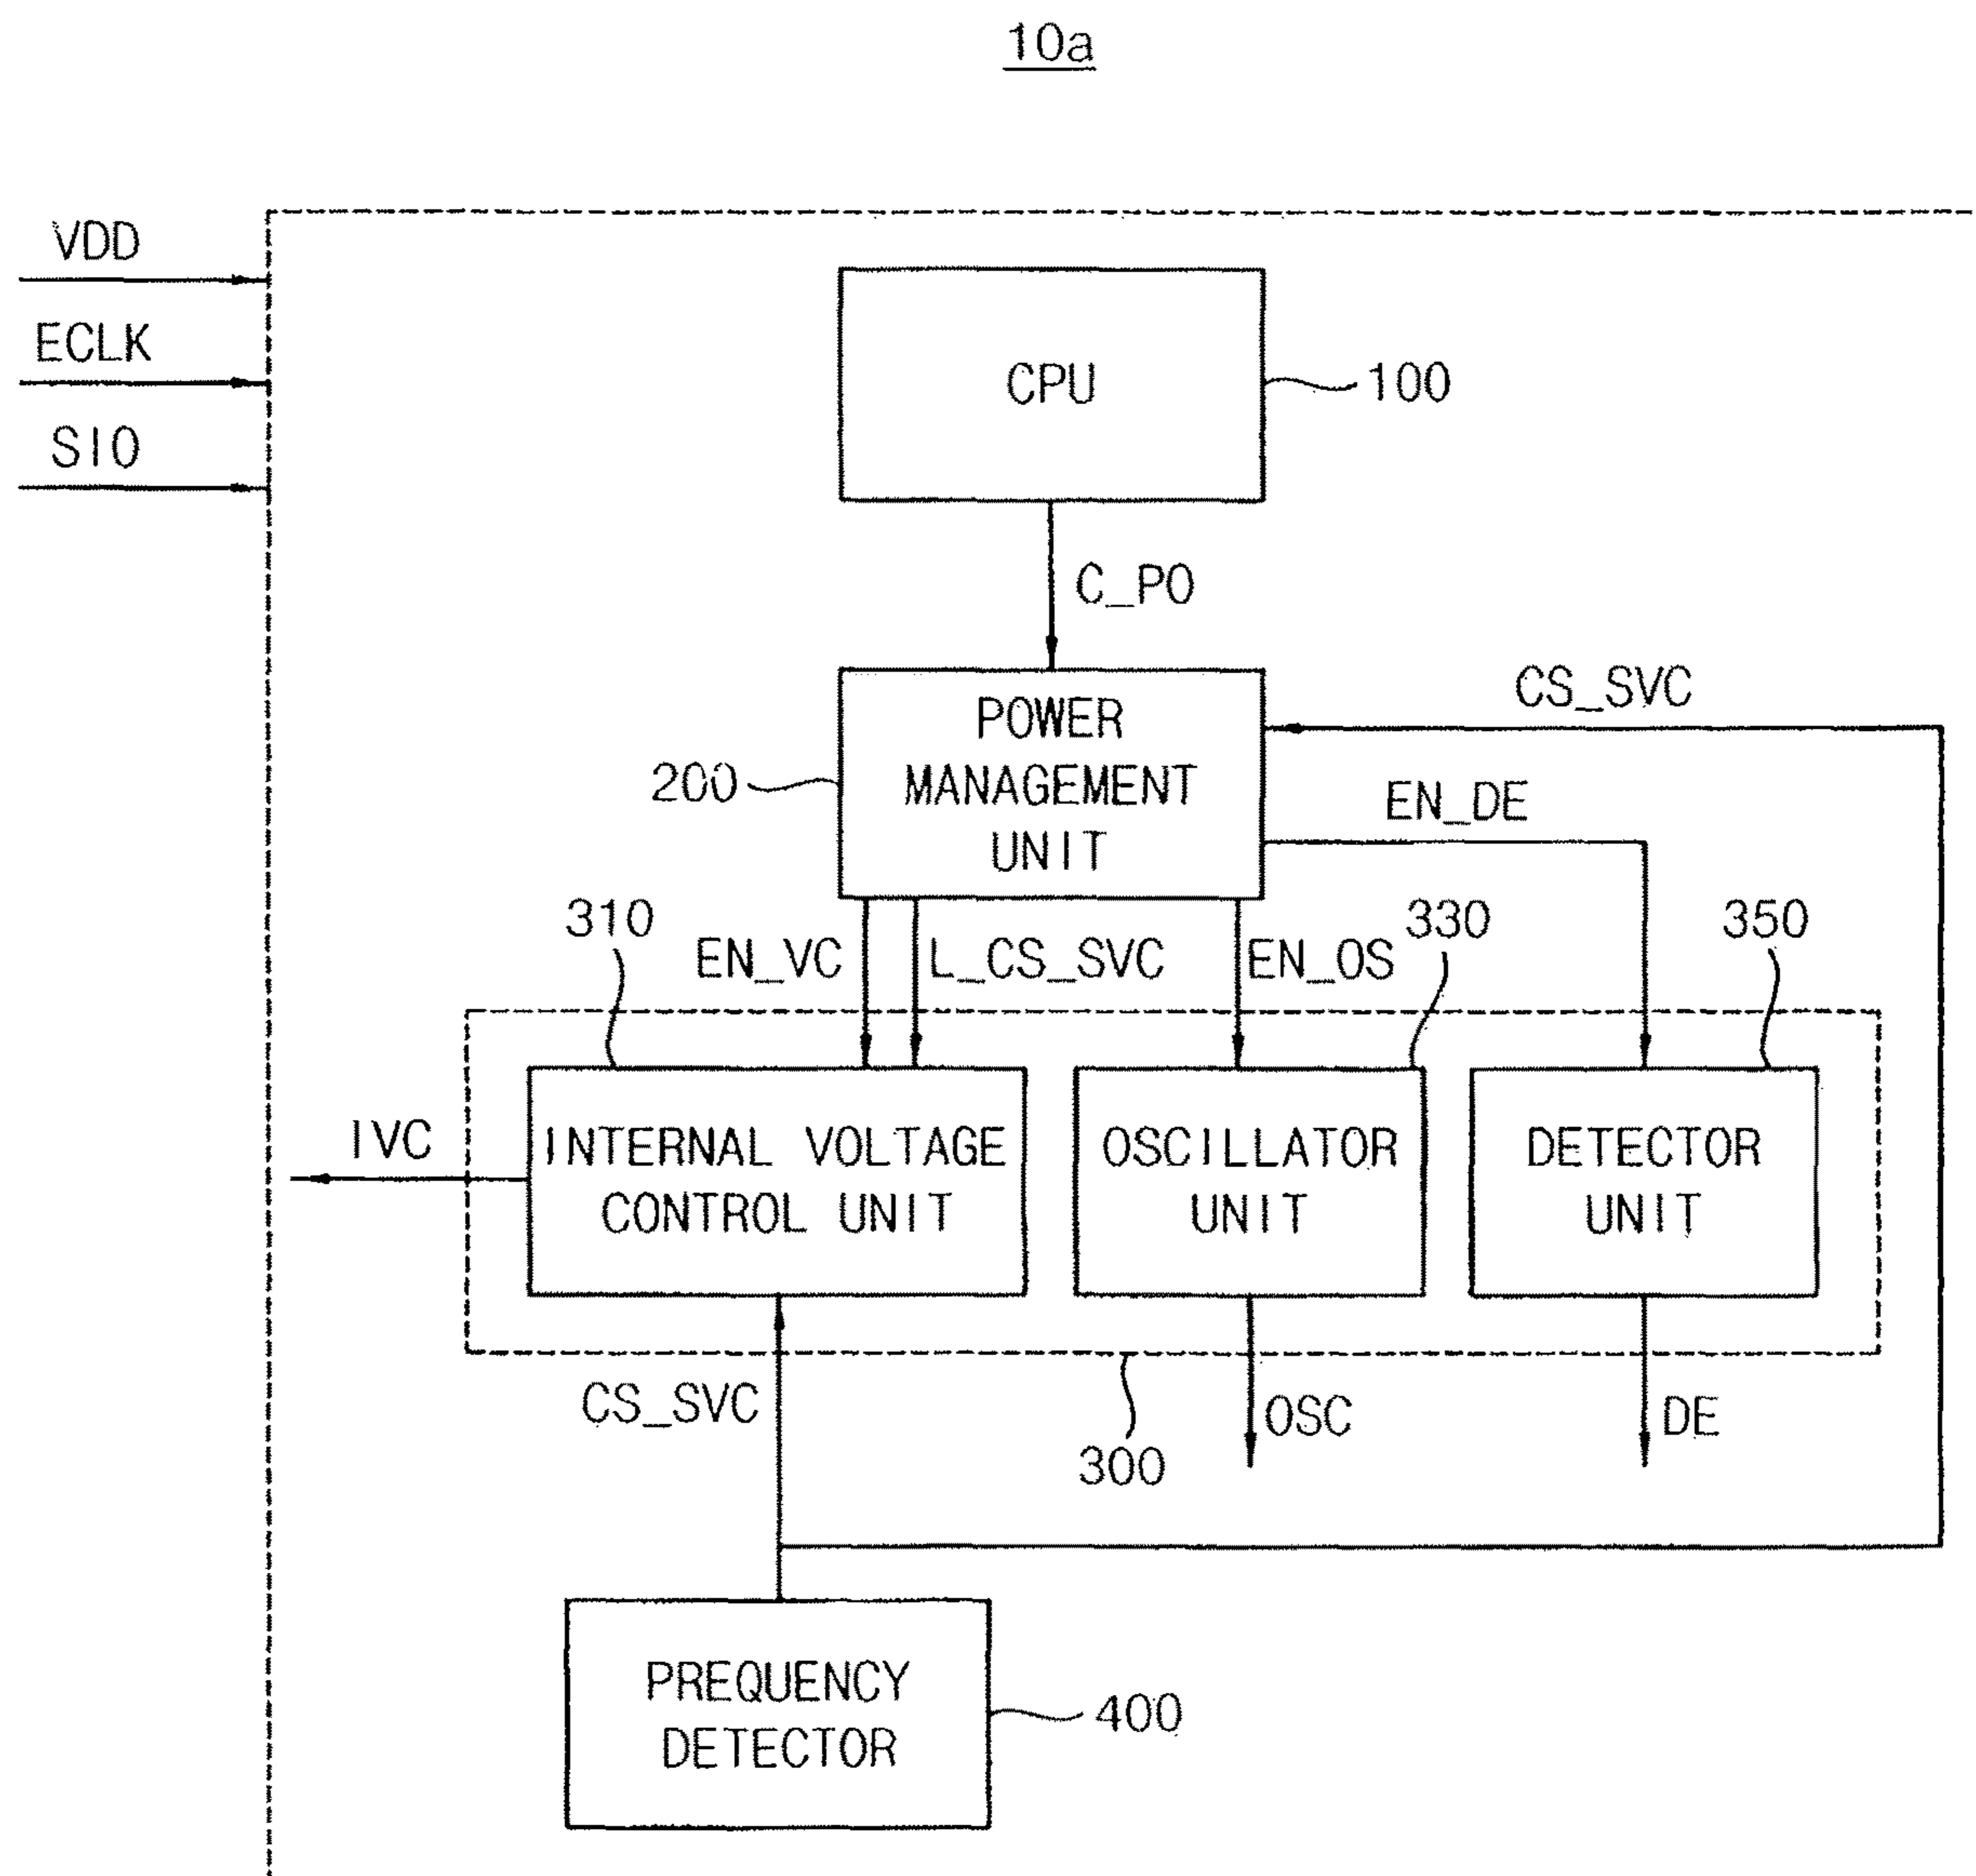 10a
VDD
ECLK
SIO
CPU
100
C_PO
POWER
MANAGEMENT
UNIT
200
CS_SVC
EN_DE
310
EN_VC
L_CS_SVC
EN_OS
330
350
IVC
INTERNAL VOLTAGE
CONTROL UNIT
OSCILLATOR
UNIT
DETECTOR
UNIT
CS_SVC
300
OSC
DE
PREQUENCY
DETECTOR
400